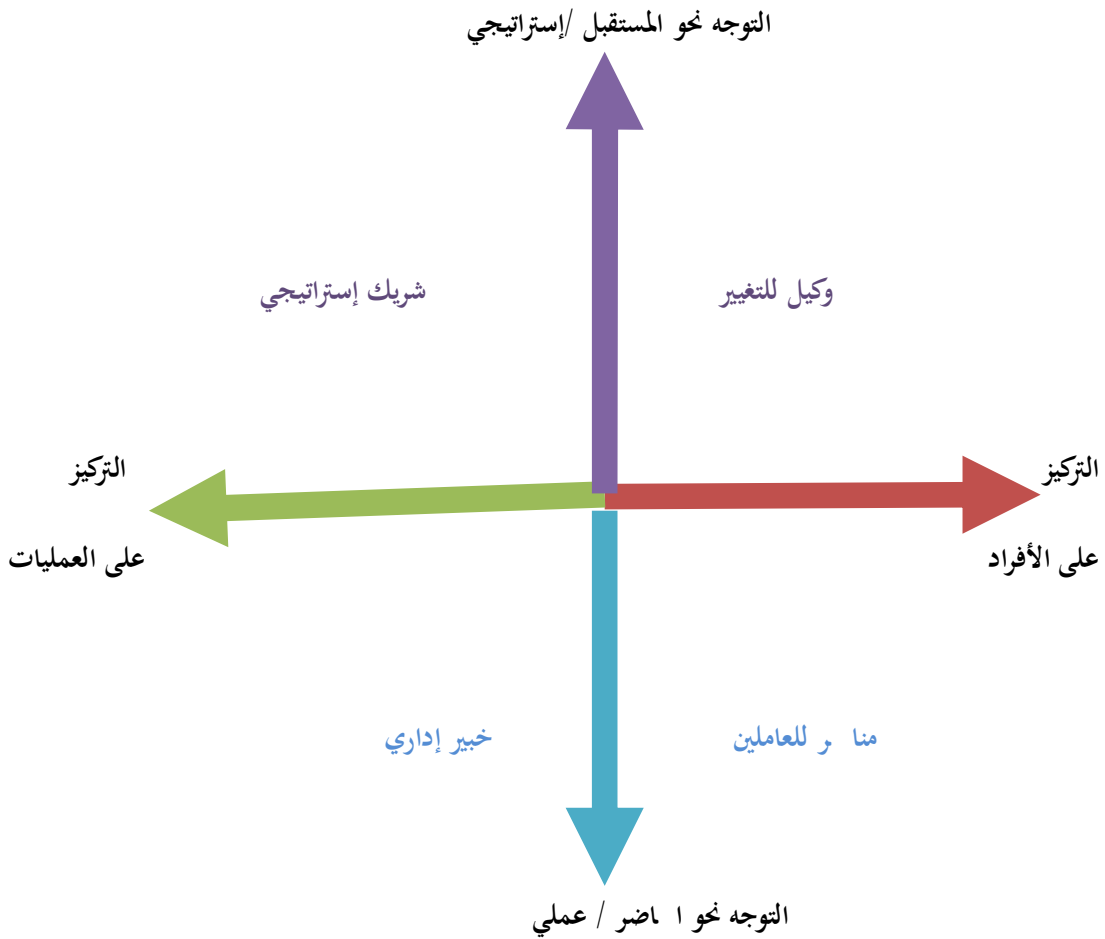 التوجه نحو المستقبل /إستراتيجي
وكيل للتغيير
شريك إستراتيجي
التركيز
على الأفراد
التركيز
على العمليات
للعاملين
خبير إداري
التوجه نحو / عملي